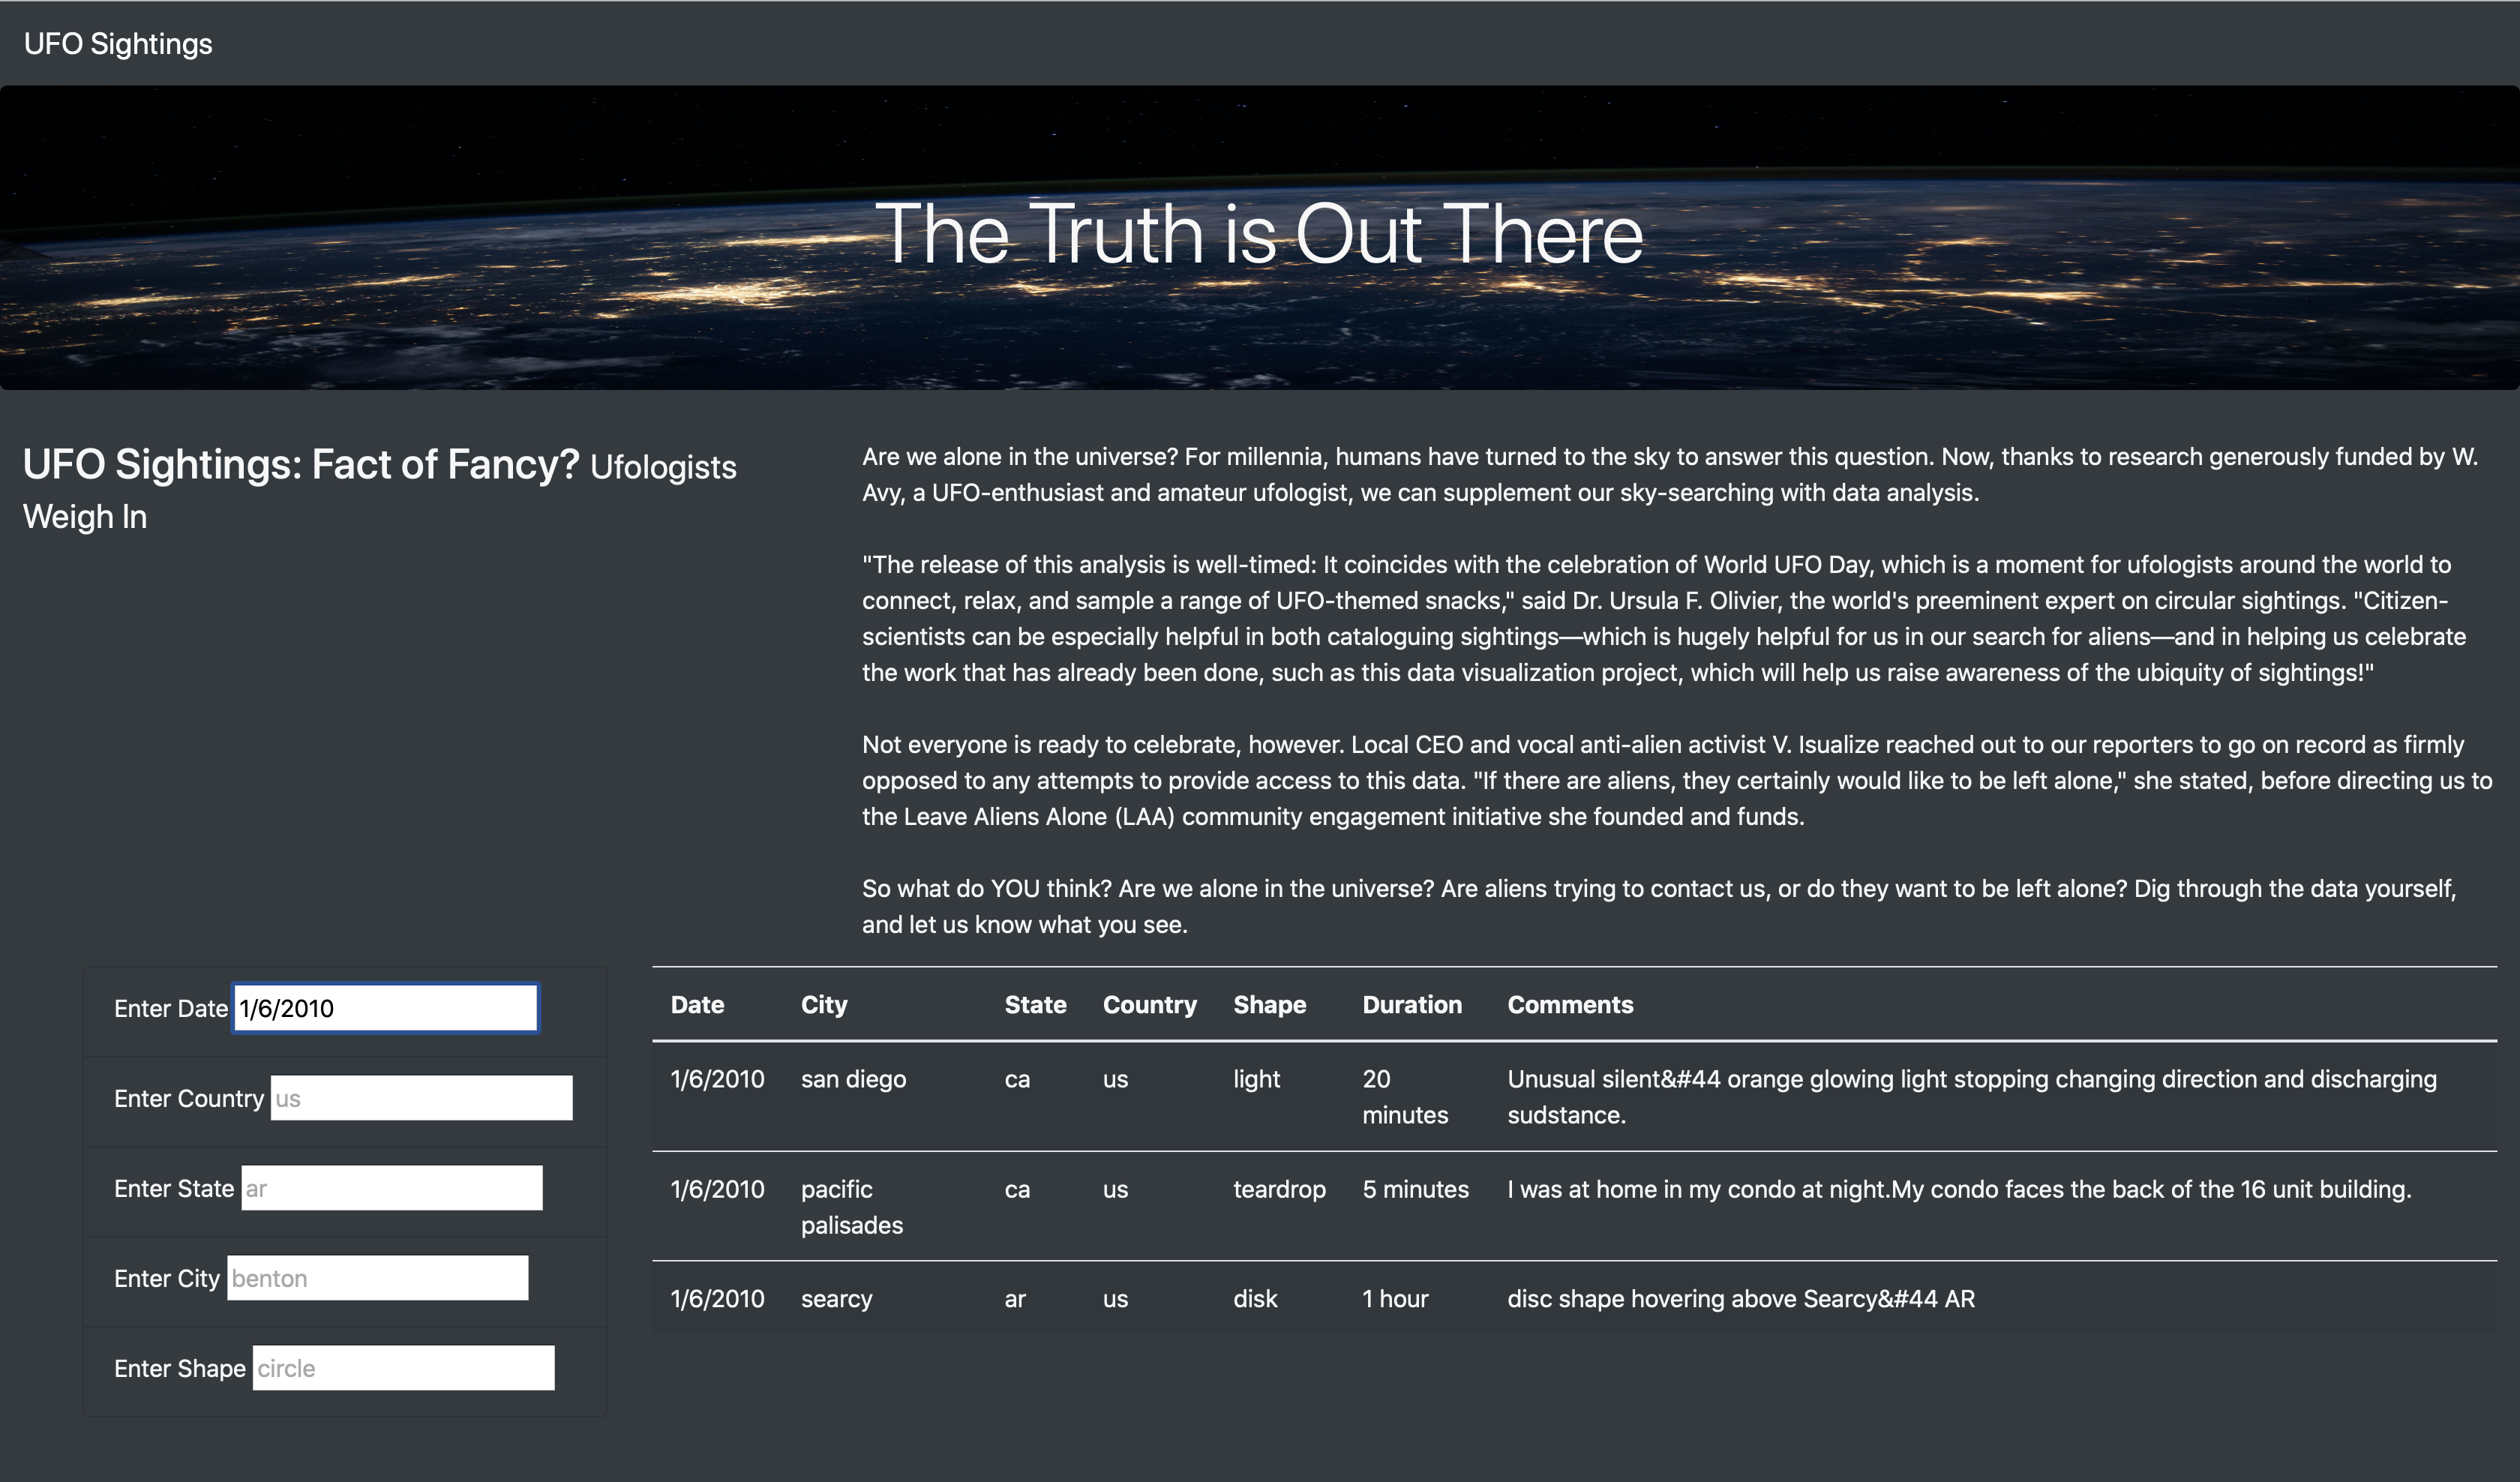 UFO Sightings
The Truth is Out There
UFO Sightings: Fact of Fancy? Ufologists
Weigh In
Are we alone in the universe? For millennia, humans have turned to the sky to answer this question. Now, thanks to research generously funded by W.
Avy, a UFO-enthusiast and amateur ufologist, we can supplement our sky-searching with data analysis.
"The release of this analysis is well-timed: It coincides with the celebration of World UFO Day, which is a moment for ufologists around the world to
connect, relax, and sample a range of UFO-themed snacks," said Dr. Ursula F. Olivier, the world's preeminent expert on circular sightings. "Citizen-
scientists can be especially helpful in both cataloguing sightings—which is hugely helpful for us in our search for aliens—and in helping us celebrate
the work that has already been done, such as this data visualization project, which will help us raise awareness of the ubiquity of sightings!"
Not everyone is ready to celebrate, however. Local CEO and vocal anti-alien activist V. Isualize reached out to our reporters to go on record as firmly
opposed to any attempts to provide access to this data. "If there are aliens, they certainly would like to be left alone," she stated, before directing us to
the Leave Aliens Alone (LAA) community engagement initiative she founded and funds.
So what do YOU think? Are we alone in the universe? Are aliens trying to contact us, or do they want to be left alone? Dig through the data yourself,
and let us know what you see.
Enter Date 1/6/2010
Enter Country us
Enter State ar
Enter City benton
Enter Shape circle
Date City State Country Shape Duration Comments
1/6/2010 san diego ca us light 20 Unusual silent&#44 orange glowing light stopping changing direction and discharging
minutes sudstance.
1/6/2010 pacific ca us teardrop 5 minutes I was at home in my condo at night.My condo faces the back of the 16 unit building.
palisades
1/6/2010 searcy ar us disk 1 hour disc shape hovering above Searcy&#44 AR